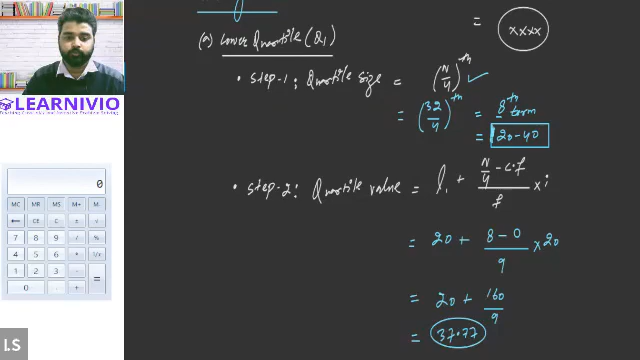 = xxxx
(a) Lower Quartile (Q1)
• Step-1: Quartile size = (N/4)^th
= (32/4)^th = 8^th term
= 20-40
• Step-2: Quartile value = l1 + (N/4 - c.f)/f × i
= 20 + (8-0)/9 × 20
= 20 + 160/9
= 37.77
LEARNIVIO
0
MC MR MS M+ M-
← CE C ± √
7 8 9 / %
4 5 6 * 1/x
1 2 3 - =
0 . +
I.S